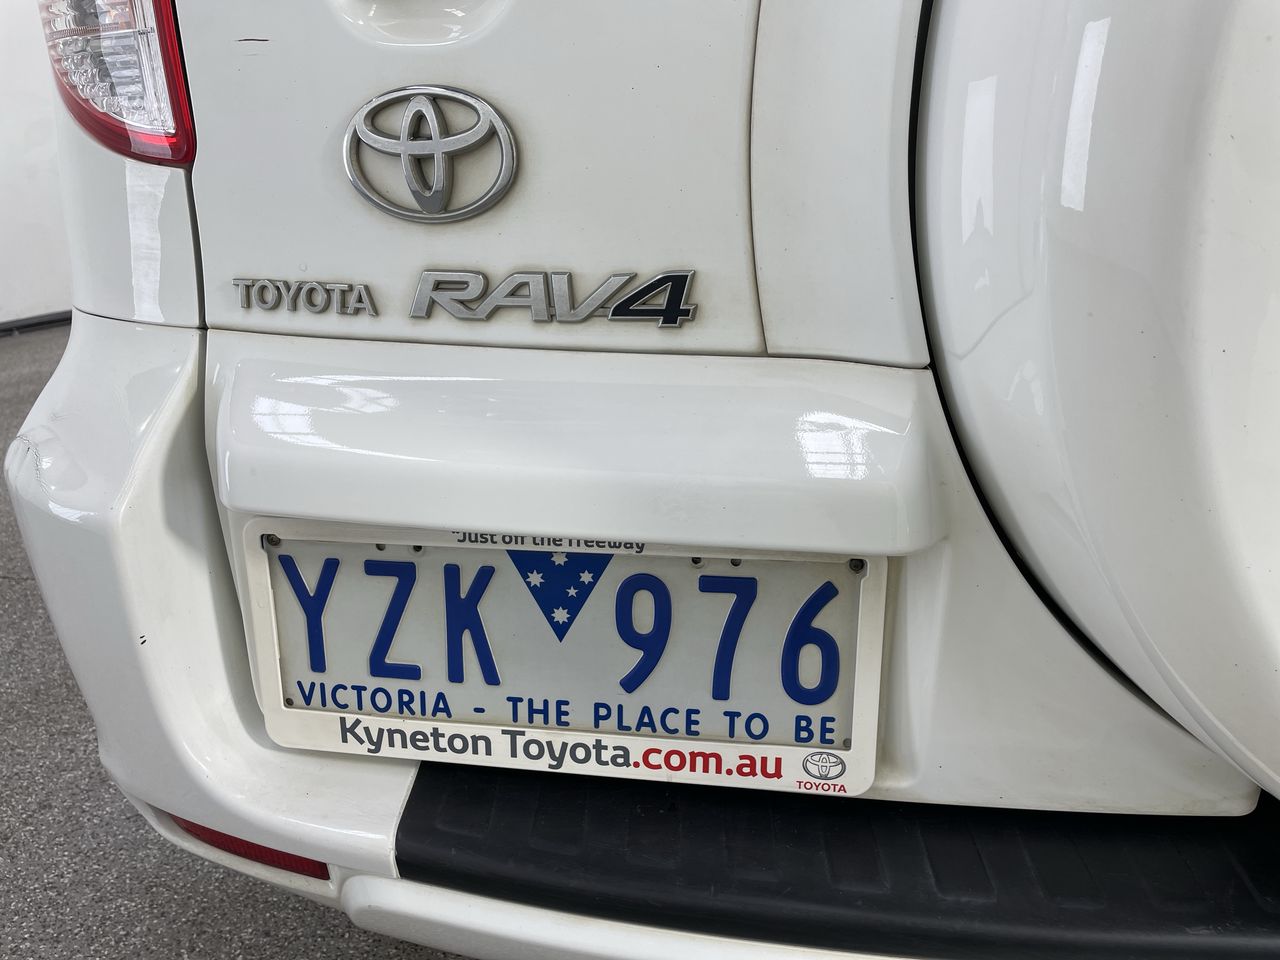 TOYOTA RAV4
"Just off the freeway
YZK 976
VICTORIA - THE PLACE TO BE
Kyneton Toyota.com.au
TOYOTA